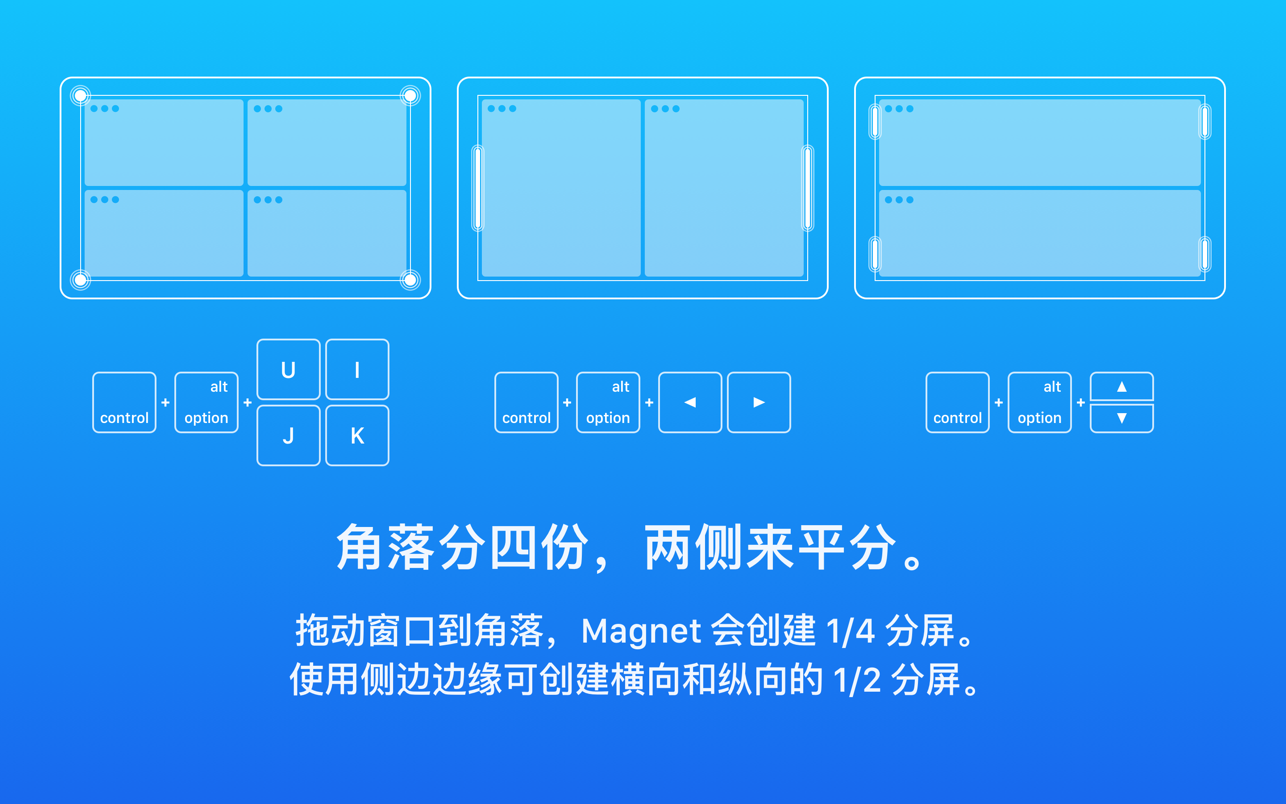 U I
alt
control + option +
J K
alt
control + option + ◀ ▶
alt ▲
control + option + ▼
角落分四份，两侧来平分。
拖动窗口到角落，Magnet 会创建 1/4 分屏。
使用侧边边缘可创建横向和纵向的 1/2 分屏。